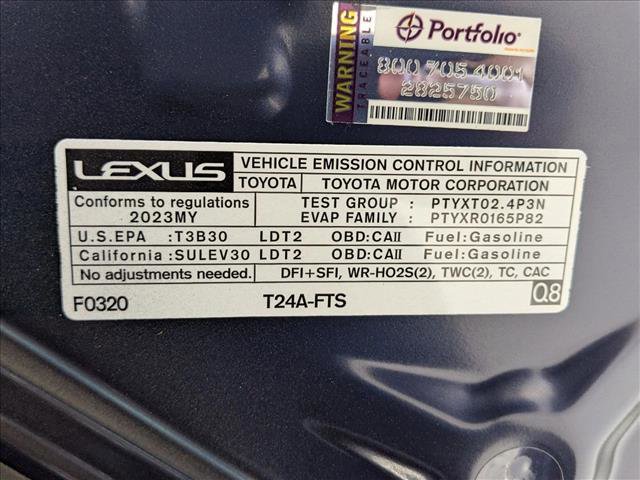 WARNING
TRACEABLE
Portfolio
800 705 4001
2825750
LEXUS
VEHICLE EMISSION CONTROL INFORMATION
TOYOTA
TOYOTA MOTOR CORPORATION
Conforms to regulations
2023MY
TEST GROUP : PTYXT02.4P3N
EVAP FAMILY : PTYXR0165P82
U.S.EPA :T3B30 LDT2 OBD:CAII Fuel:Gasoline
California :SULEV30 LDT2 OBD:CAII Fuel:Gasoline
No adjustments needed.
DFI+SFI, WR-HO2S(2), TWC(2), TC, CAC
F0320
T24A-FTS
Q8